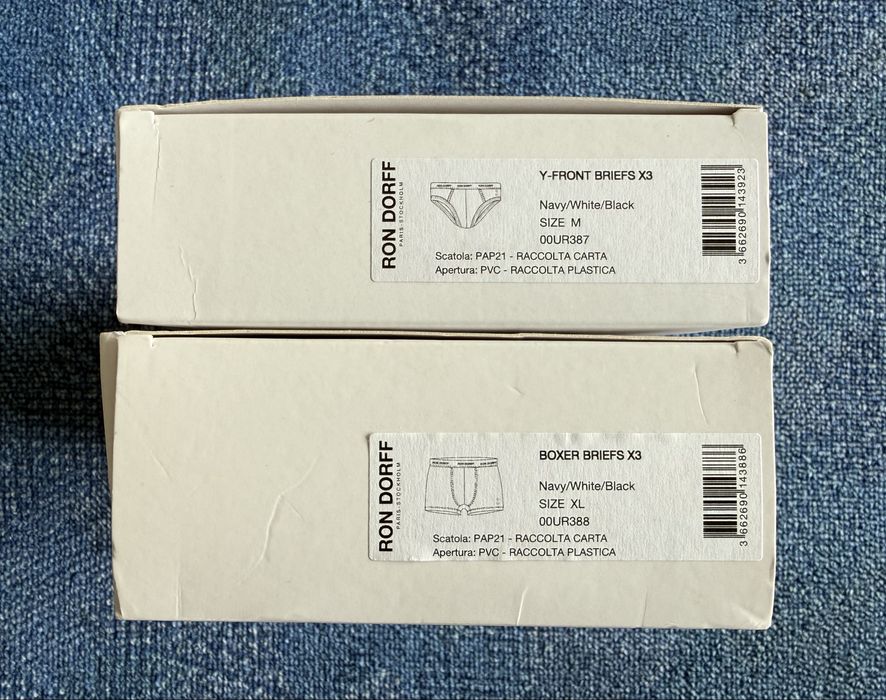 RON DORFF
PARIS-STOCKHOLM
Y-FRONT BRIEFS X3
Navy/White/Black
SIZE M
00UR387
Scatola: PAP21 - RACCOLTA CARTA
Apertura: PVC - RACCOLTA PLASTICA
3 662690 143923
RON DORFF
PARIS-STOCKHOLM
BOXER BRIEFS X3
Navy/White/Black
SIZE XL
00UR388
Scatola: PAP21 - RACCOLTA CARTA
Apertura: PVC - RACCOLTA PLASTICA
3 662690 143886